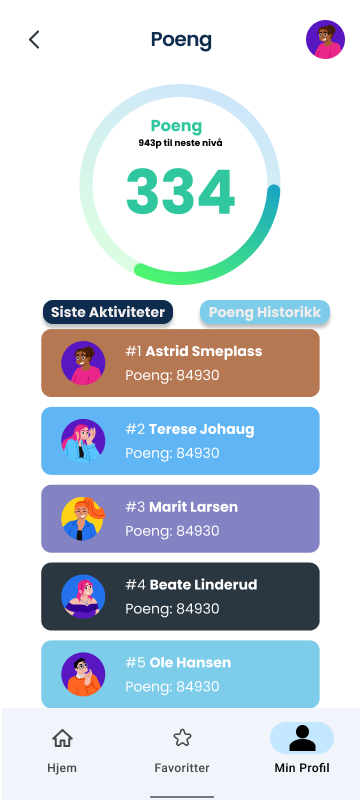 Poeng
Poeng
943p til neste nivå
334
Siste Aktiviteter
Poeng Historikk
#1 Astrid Smeplass
Poeng: 84930
#2 Terese Johaug
Poeng: 84930
#3 Marit Larsen
Poeng: 84930
#4 Beate Linderud
Poeng: 84930
#5 Ole Hansen
Poeng: 84930
Hjem
Favoritter
Min Profil